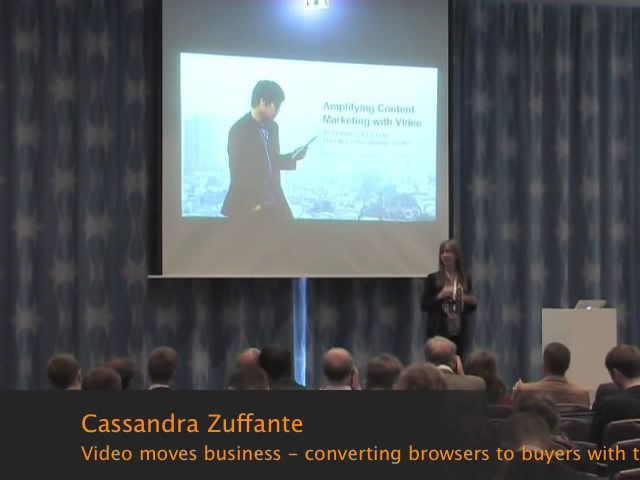 Amplifying Content
Marketing with Video
Cassandra Zuffante
Video moves business – converting browsers to buyers with t